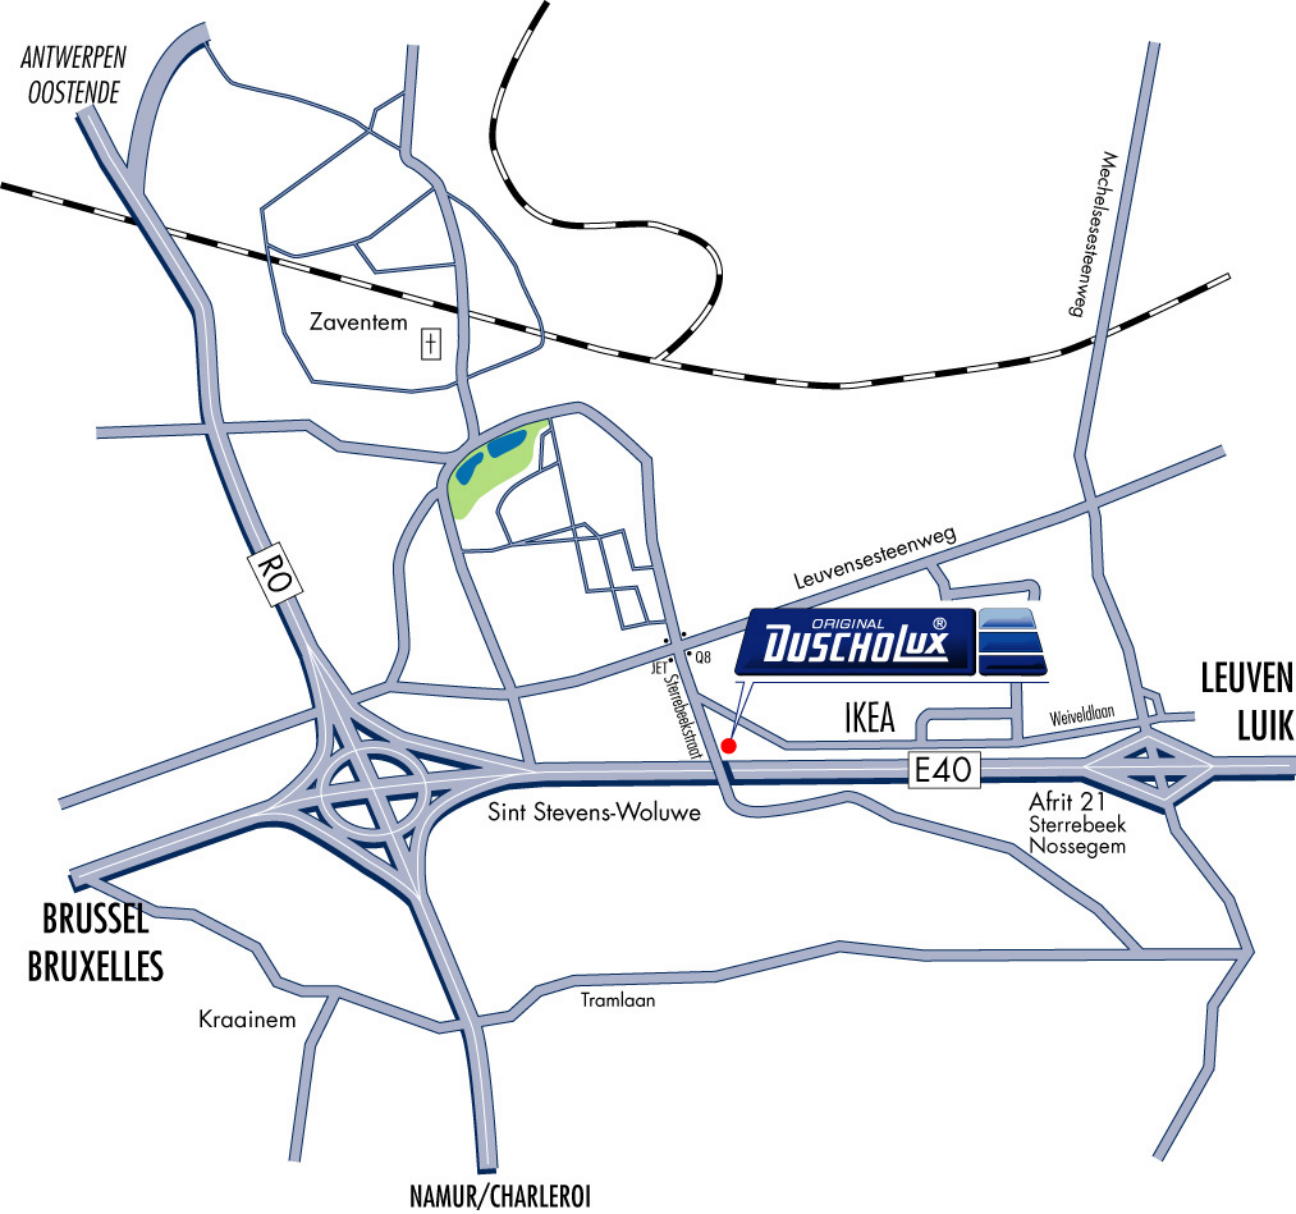 ANTWERPEN
OOSTENDE
Mechelsesesteenweg
Zaventem
RO
Leuvensesteenweg
ORIGINAL
DUSCHOLUX®
JET
Q8
Sterrebeekstraat
LEUVEN
LUIK
IKEA
Weiveldlaan
E40
Sint Stevens-Woluwe
Afrit 21
Sterrebeek
Nossegem
BRUSSEL
BRUXELLES
Tramlaan
Kraainem
NAMUR/CHARLEROI